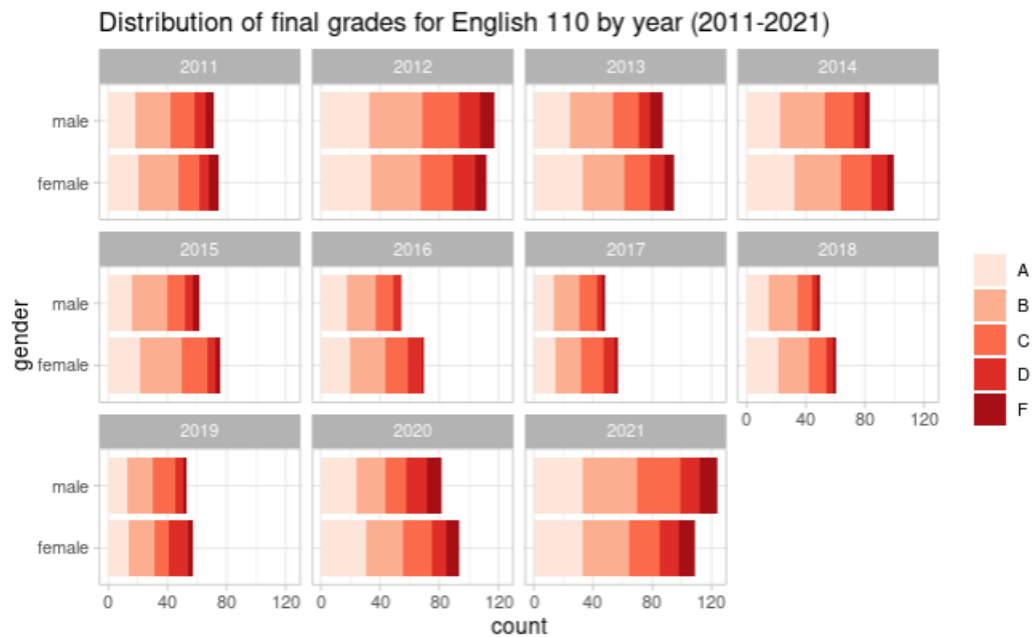 Distribution of final grades for English 110 by year (2011-2021)
2011 2012 2013 2014
male
female
2015 2016 2017 2018
male
female
0 40 80 120
2019 2020 2021
male
female
0 40 80 120 0 40 80 120 0 40 80 120
count
gender
A
B
C
D
F